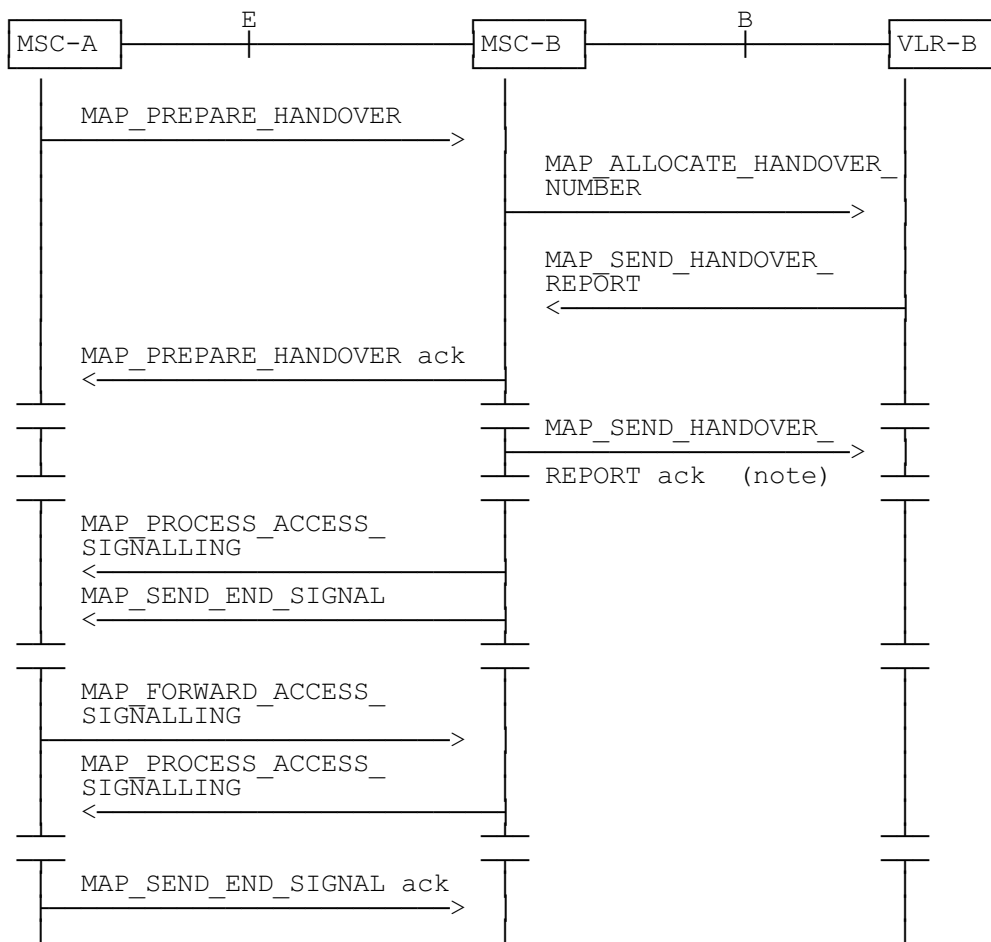 E B
MSC-A MSC-B VLR-B
MAP_PREPARE_HANDOVER
MAP_ALLOCATE_HANDOVER_
NUMBER
MAP_SEND_HANDOVER_
REPORT
MAP_PREPARE_HANDOVER ack
MAP_SEND_HANDOVER_
REPORT ack (note)
MAP_PROCESS_ACCESS_
SIGNALLING
MAP_SEND_END_SIGNAL
MAP_FORWARD_ACCESS_
SIGNALLING
MAP_PROCESS_ACCESS_
SIGNALLING
MAP_SEND_END_SIGNAL ack